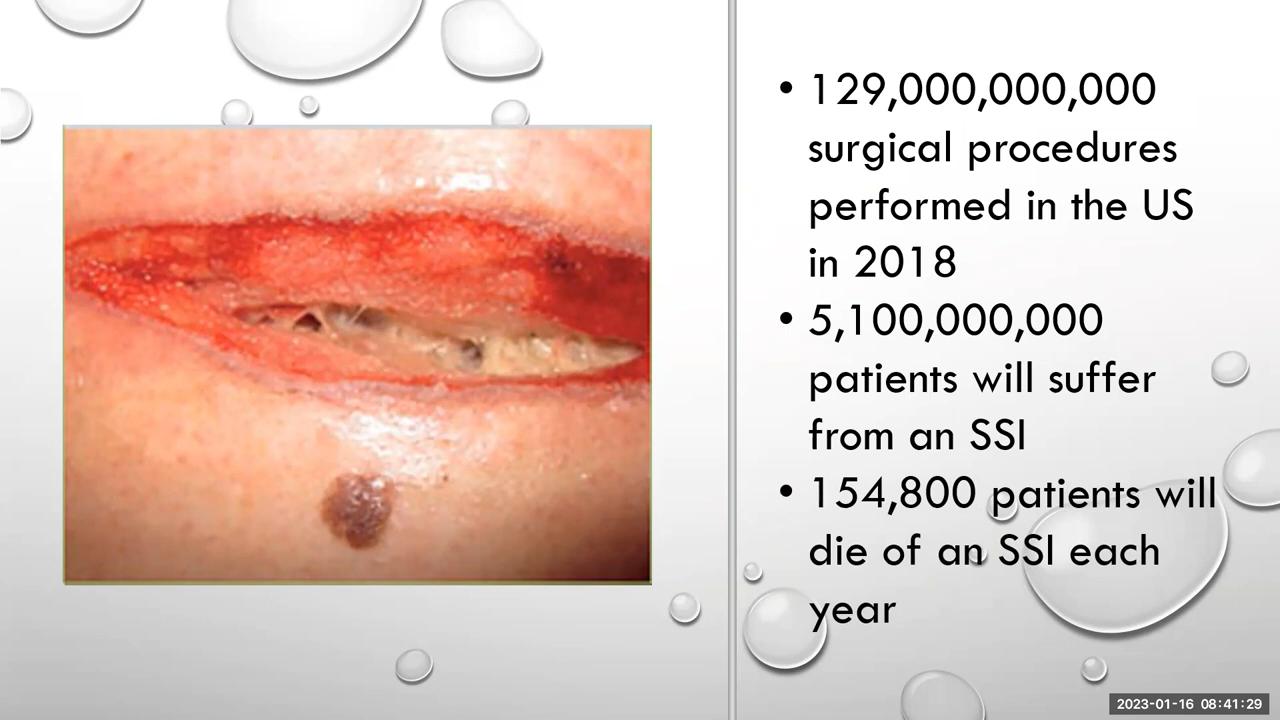 • 129,000,000,000
surgical procedures
performed in the US
in 2018
• 5,100,000,000
patients will suffer
from an SSI
• 154,800 patients will
die of an SSI each
year
2023-01-16 08:41:29